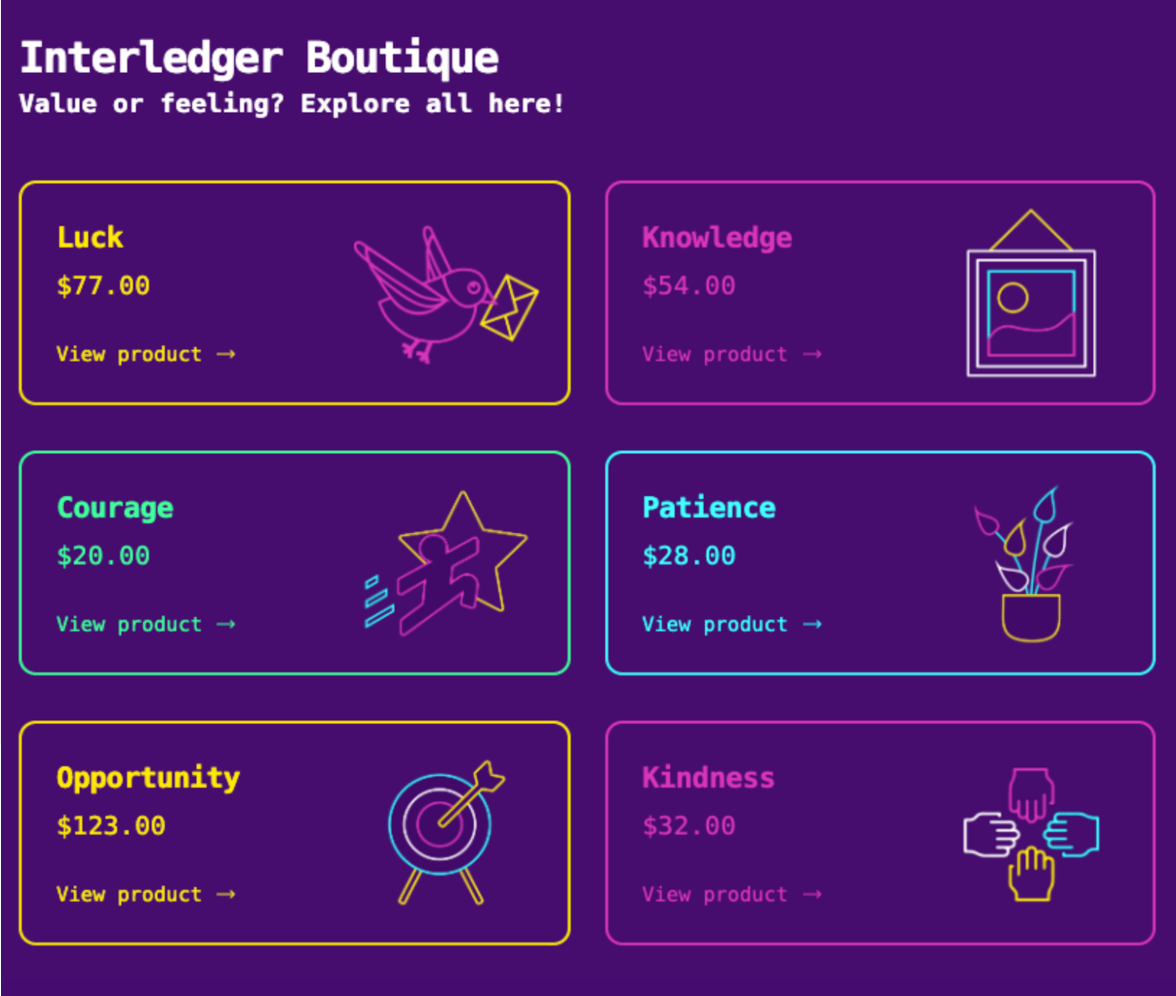 Interledger Boutique
Value or feeling? Explore all here!
Luck
$77.00
View product →
Knowledge
$54.00
View product →
Courage
$20.00
View product →
Patience
$28.00
View product →
Opportunity
$123.00
View product →
Kindness
$32.00
View product →